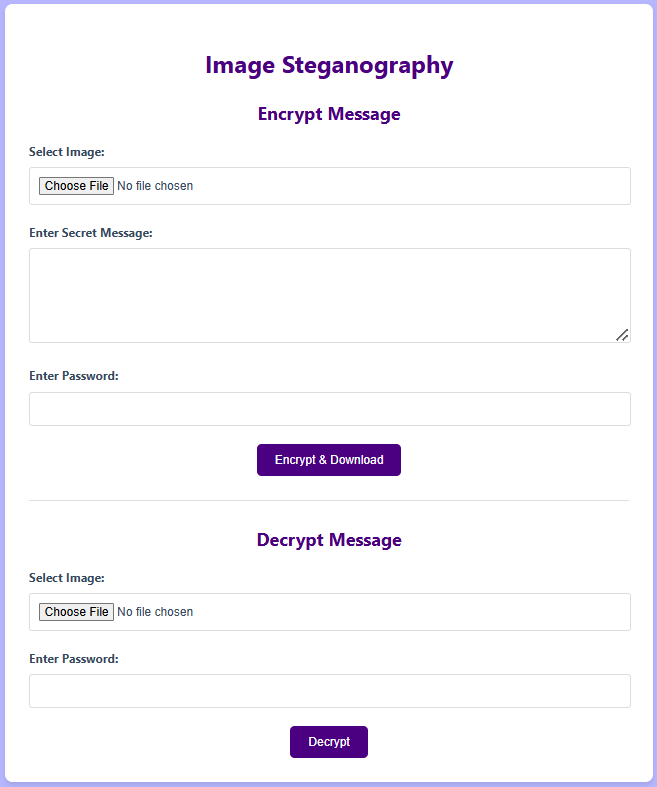 Image Steganography
Encrypt Message
Select Image:
Choose File No file chosen
Enter Secret Message:
Enter Password:
Encrypt & Download
Decrypt Message
Select Image:
Choose File No file chosen
Enter Password:
Decrypt